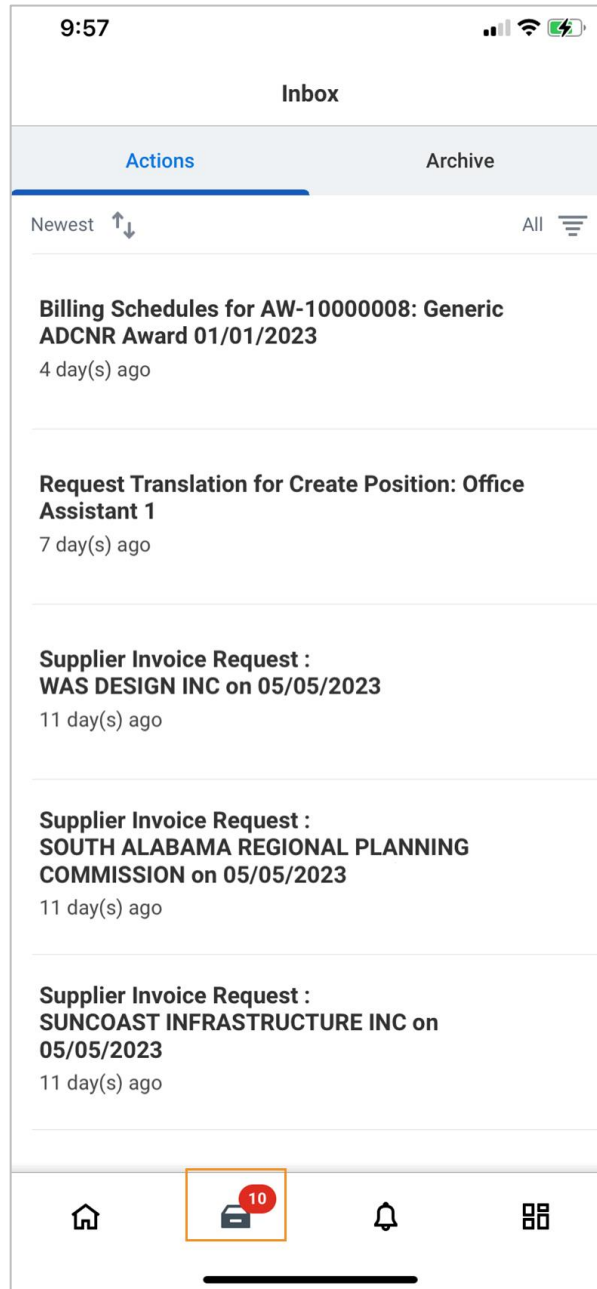 9:57
Inbox
Actions Archive
Newest All
Billing Schedules for AW-10000008: Generic
ADCNR Award 01/01/2023
4 day(s) ago
Request Translation for Create Position: Office
Assistant 1
7 day(s) ago
Supplier Invoice Request :
WAS DESIGN INC on 05/05/2023
11 day(s) ago
Supplier Invoice Request :
SOUTH ALABAMA REGIONAL PLANNING
COMMISSION on 05/05/2023
11 day(s) ago
Supplier Invoice Request :
SUNCOAST INFRASTRUCTURE INC on
05/05/2023
11 day(s) ago
10